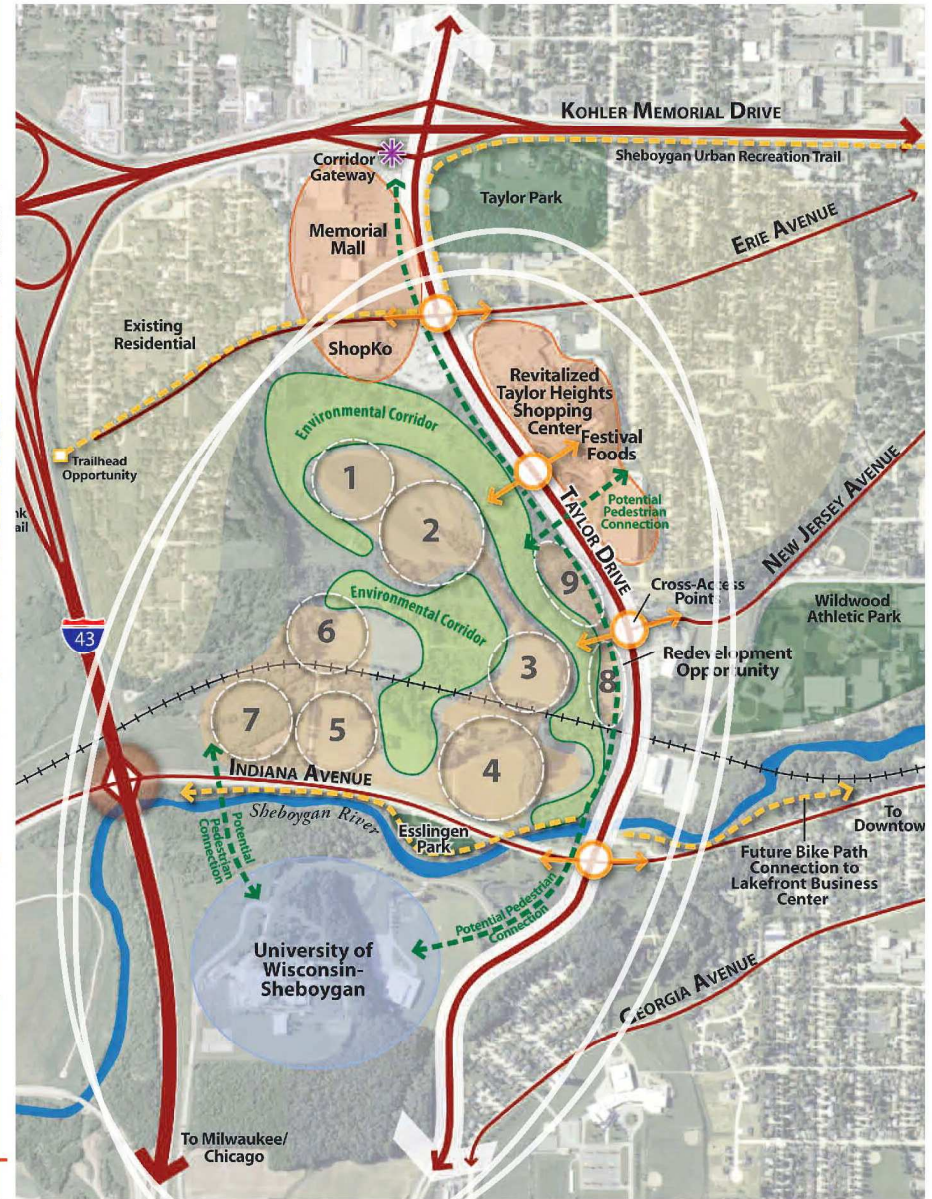 KOHLER MEMORIAL DRIVE
Sheboygan Urban Recreation Trail
Corridor
Gateway
Taylor Park
ERIE AVENUE
Memorial
Mall
Existing
Residential
ShopKo
Revitalized
Taylor Heights
Shopping
Center
Festival
Foods
Environmental Corridor
Trailhead
Opportunity
1
2
TAYLOR DRIVE
Potential
Pedestrian
Connection
NEW JERSEY AVENUE
9
Cross-Access
Points
Wildwood
Athletic Park
Environmental Corridor
43
6
3
Redevelopment
Opportunity
8
7
5
4
INDIANA AVENUE
Sheboygan River
Esslingen
Park
To
Downtow
Potential
Pedestrian
Connection
Future Bike Path
Connection to
Lakefront Business
Center
Potential Pedestrian
Connection
University of
Wisconsin-
Sheboygan
GEORGIA AVENUE
To Milwaukee/
Chicago